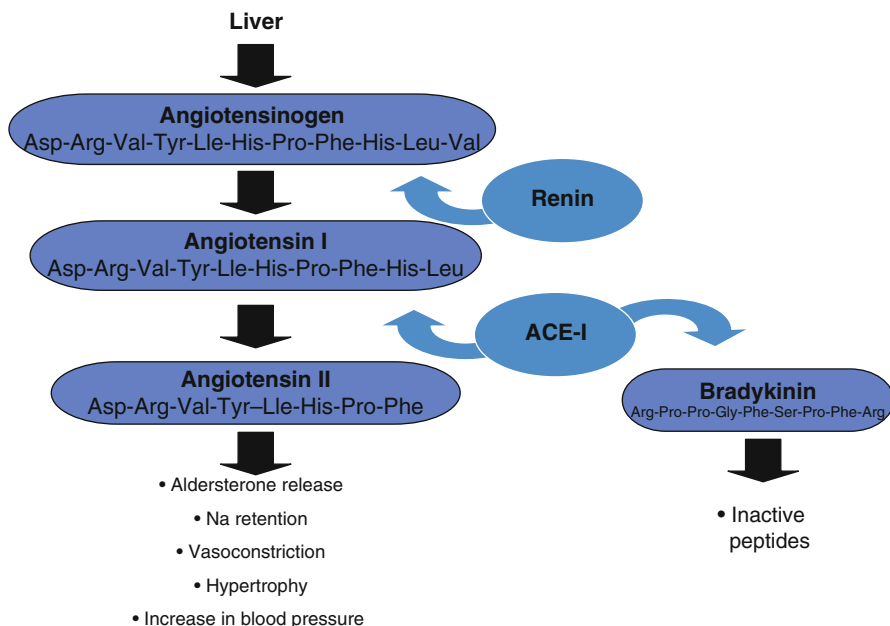 Liver
Angiotensinogen
Asp-Arg-Val-Tyr-Lle-His-Pro-Phe-His-Leu-Val
Renin
Angiotensin I
Asp-Arg-Val-Tyr-Lle-His-Pro-Phe-His-Leu
ACE-I
Angiotensin II
Asp-Arg-Val-Tyr–Lle-His-Pro-Phe
Bradykinin
Arg-Pro-Pro-Gly-Phe-Ser-Pro-Phe-Arg
• Aldersterone release
• Na retention
• Vasoconstriction
• Hypertrophy
• Increase in blood pressure
• Inactive
peptides